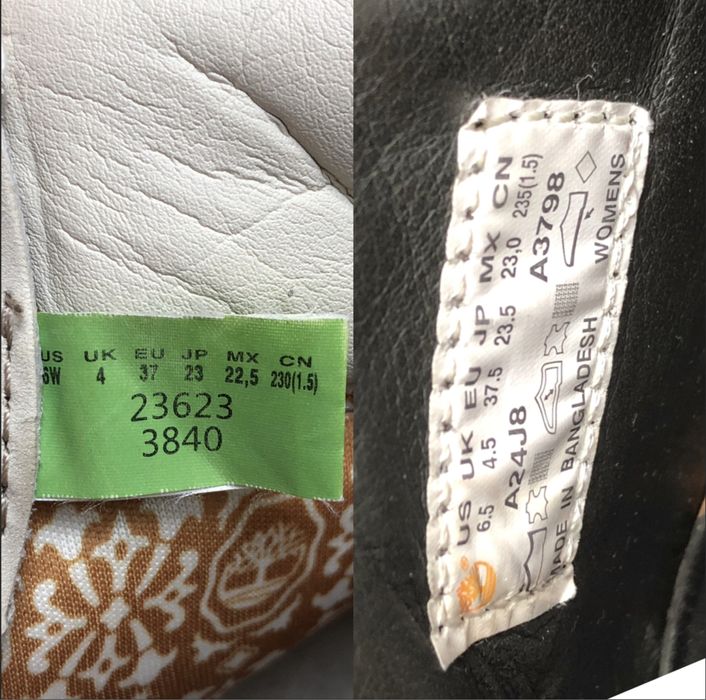 US UK EU JP MX CN
6W 4 37 23 22,5 230(1.5)
23623
3840
US UK EU JP MX CN
6.5 4.5 37.5 23.5 23,0 235(1.5)
A24J8 A3798
MADE IN BANGLADESH WOMENS